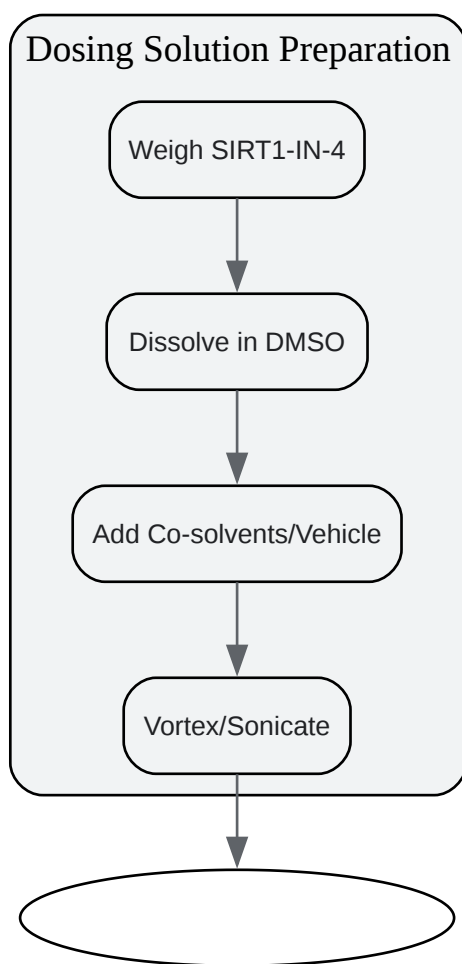 Dosing Solution Preparation
Weigh SIRT1-IN-4
Dissolve in DMSO
Add Co-solvents/Vehicle
Vortex/Sonicate